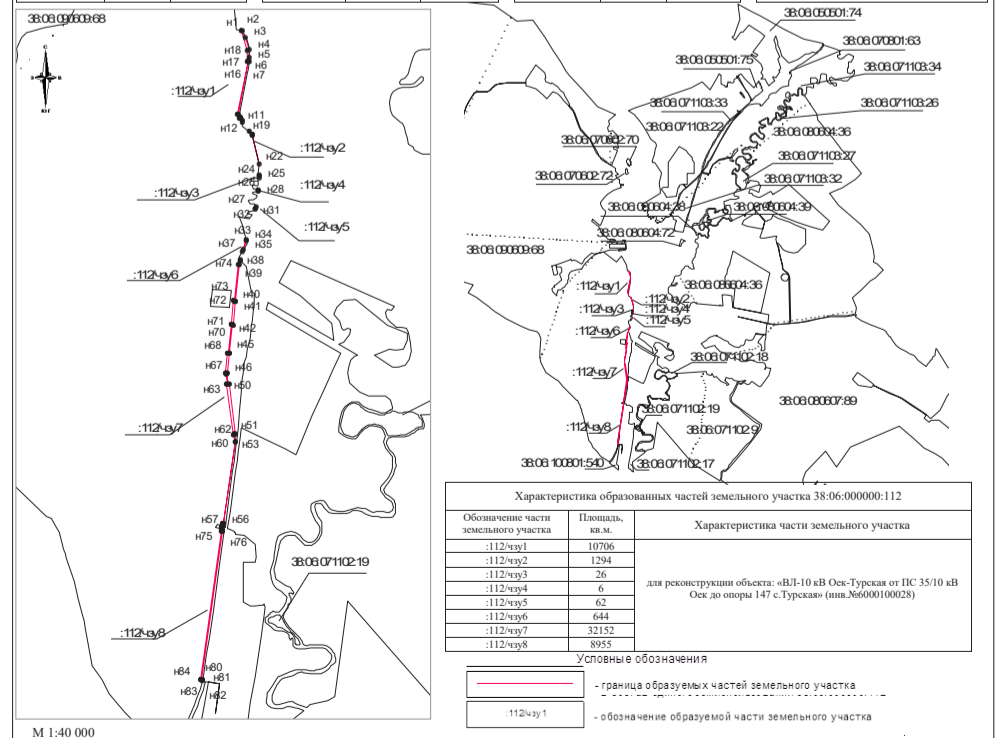 38:06:090609:68
н1
н2
н3
н18
н4
н5
н17
н6
н16
н7
:112/чзу1
н11
н12
н19
:112/чзу2
н22
н24
н25
:112/чзу3
н28
:112/чзу4
н27
н32
н31
:112/чзу5
н33
н34
н37
н35
н38
:112/чзу6
н74
н39
н73
н72
н40
н41
н71
н42
н70
н68
н45
н67
н46
н63
н50
:112/чзу7
н62
н51
н60
н53
н57
н56
н75
н76
38:06:071102:19
:112/чзу8
н84
н80
н81
н83
н82
М 1:40 000
38:06:050501:74
38:06:070801:63
38:06:050501:75
38:06:071103:34
38:06:071103:33
38:06:071103:26
38:06:071103:22
38:06:080604:36
38:06:070602:70
38:06:071103:27
38:06:070602:72
38:06:071103:32
38:06:080604:38
38:06:080604:39
38:06:080604:72
38:06:090609:68
:112/чзу1
38:06:080604:36
:112/чзу2
:112/чзу3
:112/чзу4
:112/чзу5
:112/чзу6
38:06:071102:18
:112/чзу7
38:06:080607:89
38:06:071102:19
:112/чзу8
38:06:071102:9
38:06:100801:540
38:06:071102:17
Характеристика образованных частей земельного участка 38:06:000000:112
Обозначение части земельного участка
Площадь, кв.м.
Характеристика части земельного участка
:112/чзу1 10706
:112/чзу2 1294
:112/чзу3 26
:112/чзу4 6
:112/чзу5 62
:112/чзу6 644
:112/чзу7 32152
:112/чзу8 8955
для реконструкции объекта: «ВЛ-10 кВ Оек-Турская от ПС 35/10 кВ
Оек до опоры 147 с.Турская» (инв.№6000100028)
Условные обозначения
- граница образуемых частей земельного участка
:112/чзу1
- обозначение образуемой части земельного участка